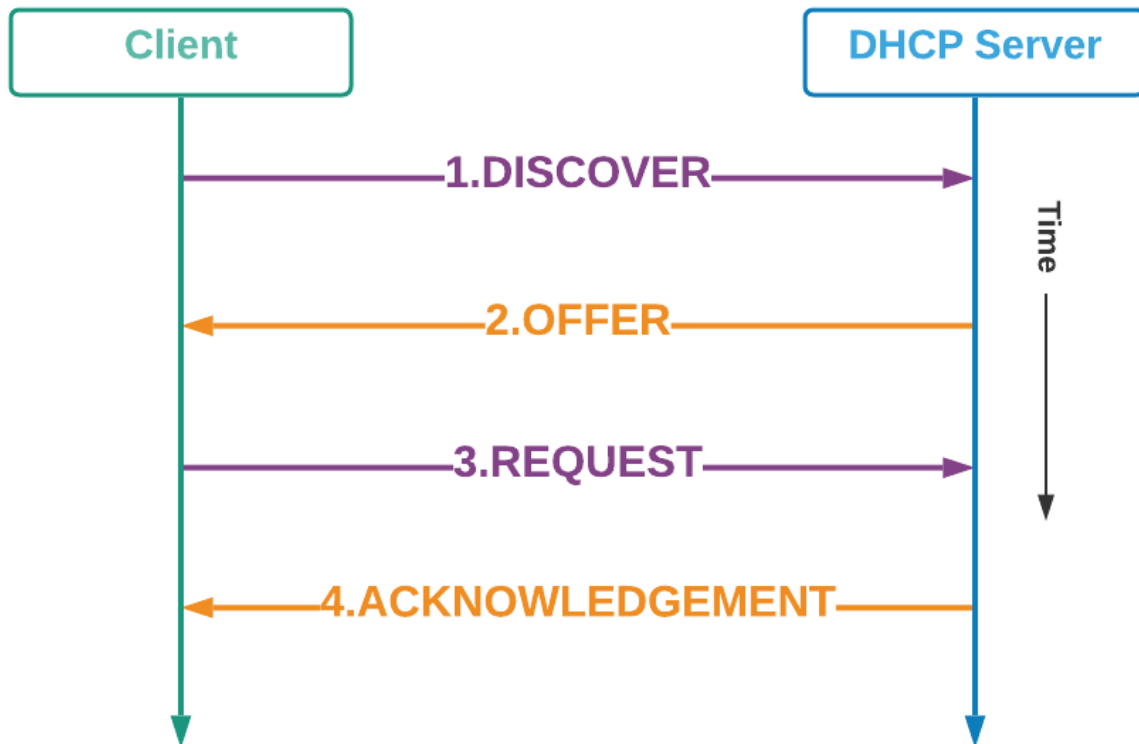 Client
DHCP Server
1.DISCOVER
Time
2.OFFER
3.REQUEST
4.ACKNOWLEDGEMENT